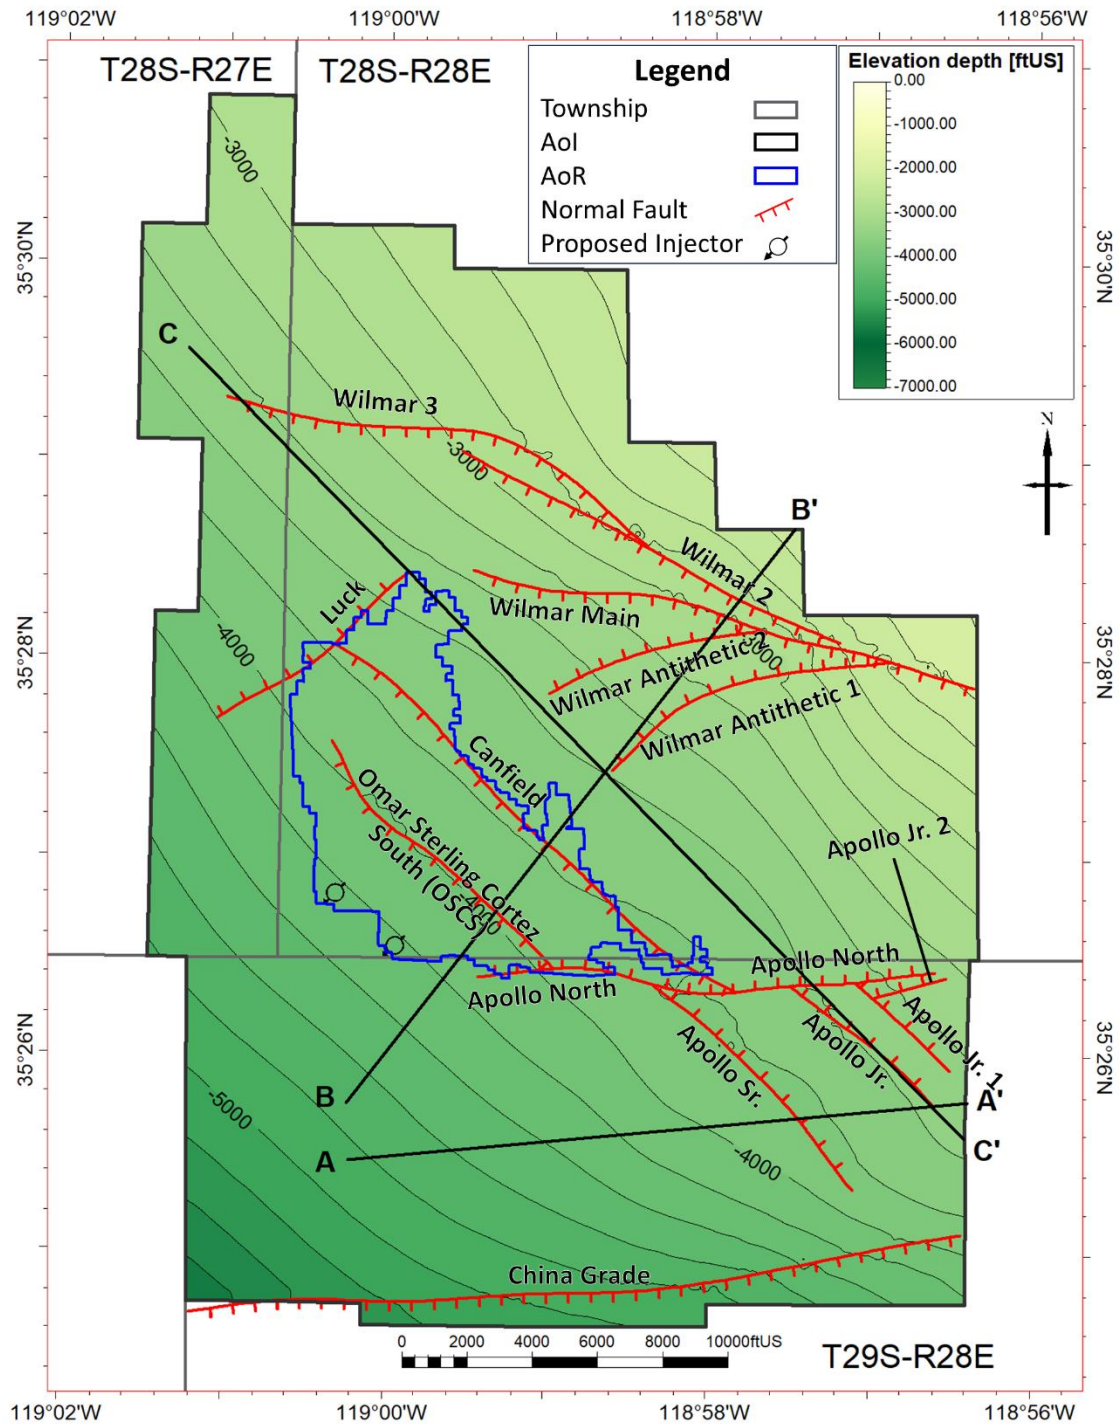 119°02'W 119°00'W 118°58'W 118°56'W
T28S-R27E T28S-R28E
Legend
Township
AoI
AoR
Normal Fault
Proposed Injector
Elevation depth [ftUS]
0.00
-1000.00
-2000.00
-3000.00
-4000.00
-5000.00
-6000.00
-7000.00
-3000
35°30'N
35°30'N
N
C
Wilmar 3
-3000
B'
Wilmar 2
Luck
Wilmar Main
-3000
35°28'N
35°28'N
-4000
Wilmar Antithetic 2
Wilmar Antithetic 1
Canfield
Omar Sterling Cortez
South (OSCS)
-4000
Apollo Jr. 2
Apollo North
Apollo North
Apollo Jr. 1
Apollo Jr.
Apollo Sr.
35°26'N
35°26'N
B
A'
-5000
A
C'
-4000
China Grade
0 2000 4000 6000 8000 10000ftUS
T29S-R28E
119°02'W 119°00'W 118°58'W 118°56'W